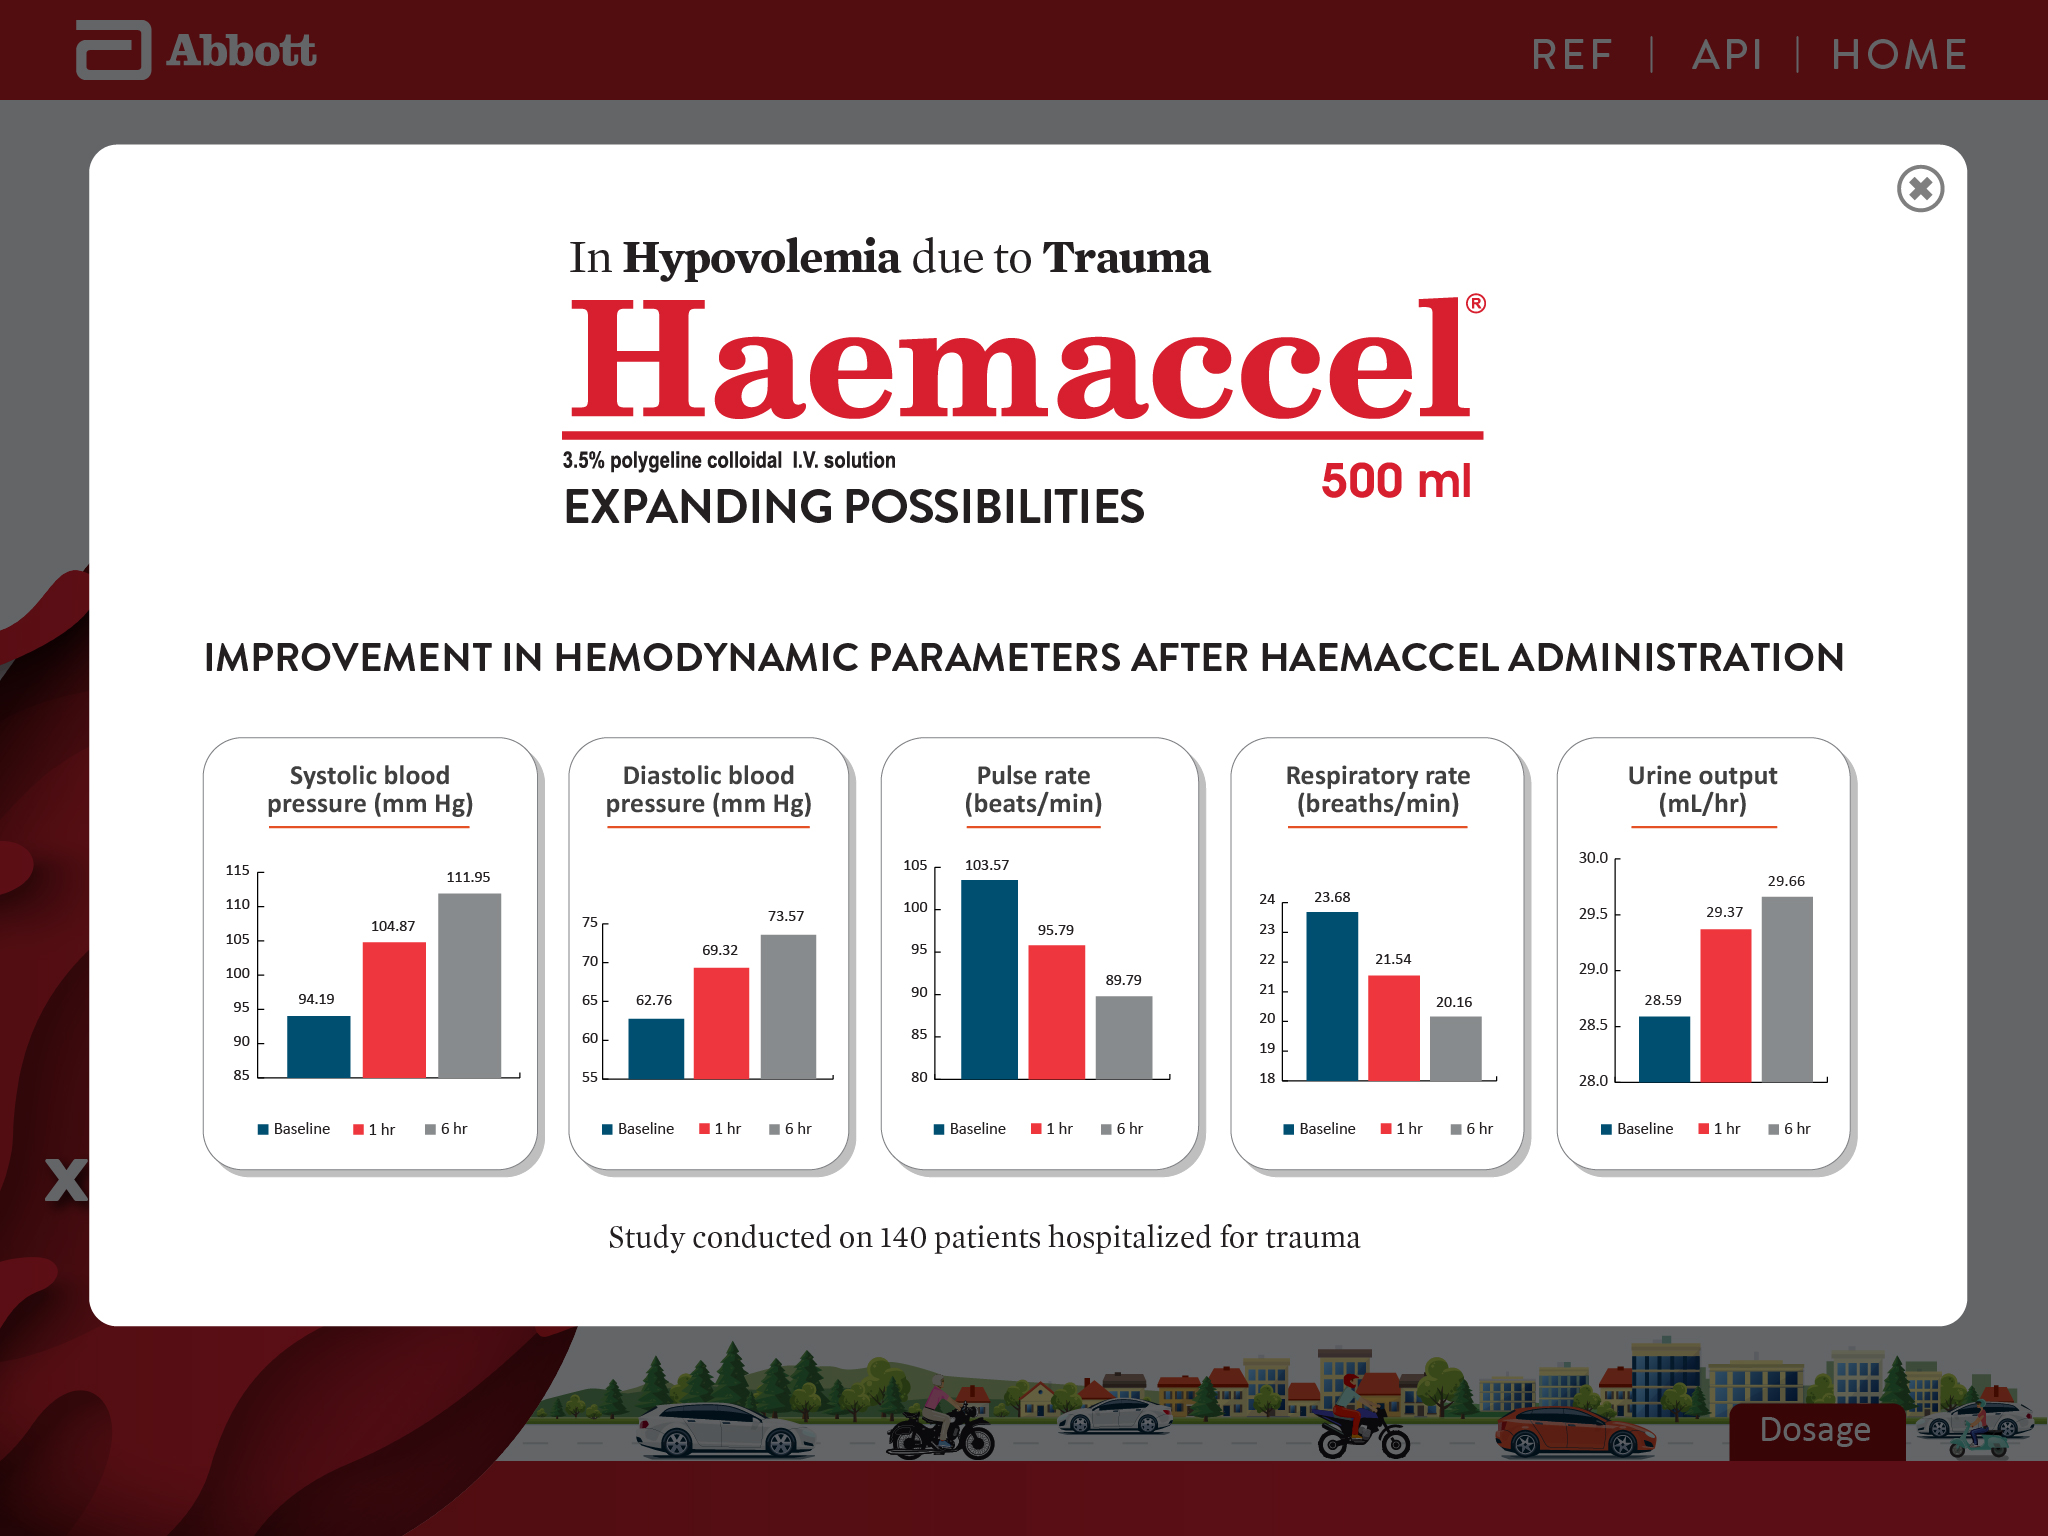 Abbott
REF | API | HOME
In Hypovolemia due to Trauma
Haemaccel®
3.5% polygeline colloidal I.V. solution
500 ml
EXPANDING POSSIBILITIES
IMPROVEMENT IN HEMODYNAMIC PARAMETERS AFTER HAEMACCEL ADMINISTRATION
Systolic blood
pressure (mm Hg)
115
110
105
100
95
90
85
94.19
104.87
111.95
Baseline 1 hr 6 hr
Diastolic blood
pressure (mm Hg)
75
70
65
60
55
62.76
69.32
73.57
Baseline 1 hr 6 hr
Pulse rate
(beats/min)
105
100
95
90
85
80
103.57
95.79
89.79
Baseline 1 hr 6 hr
Respiratory rate
(breaths/min)
24
23
22
21
20
19
18
23.68
21.54
20.16
Baseline 1 hr 6 hr
Urine output
(mL/hr)
30.0
29.5
29.0
28.5
28.0
28.59
29.37
29.66
Baseline 1 hr 6 hr
x
Study conducted on 140 patients hospitalized for trauma
Dosage